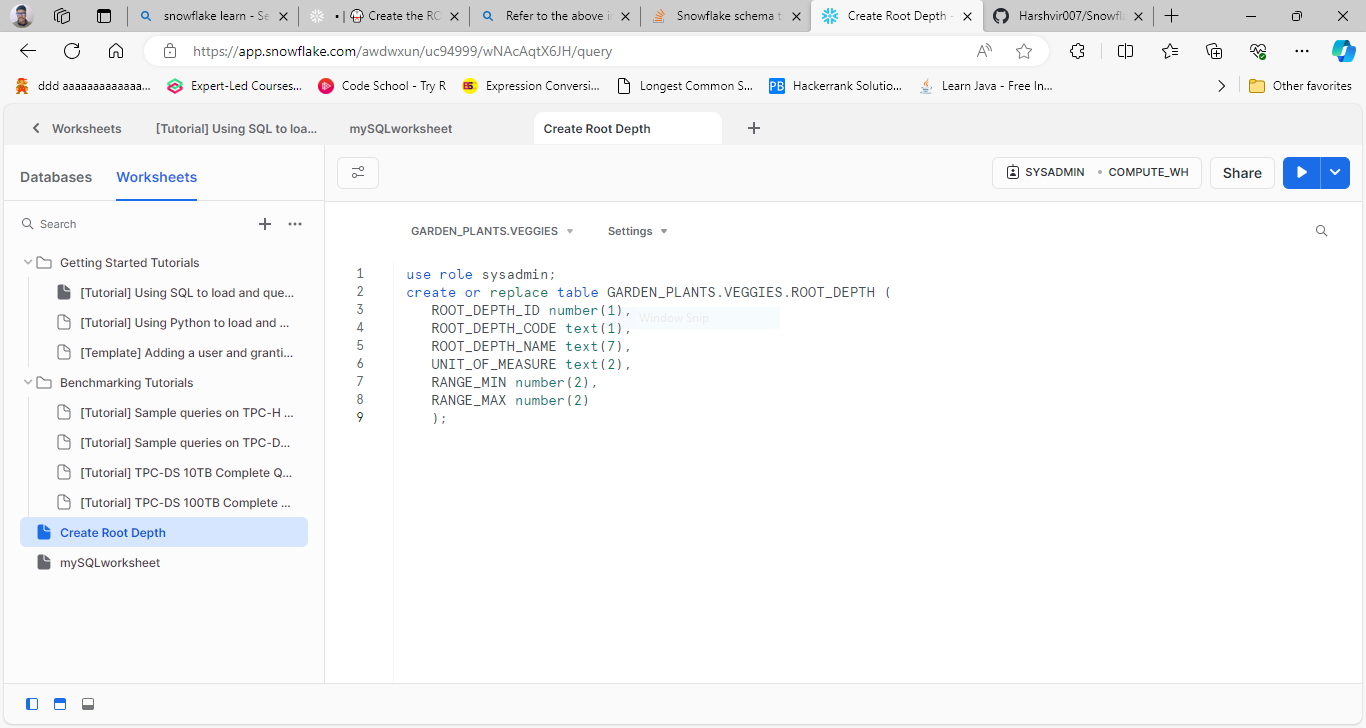 snowflake learn - Se
• | Create the RO
Refer to the above i
Snowflake schema t
Create Root Depth -
Harshvir007/Snowfl
https://app.snowflake.com/awdwxun/uc94999/wNAcAqtX6JH/query
ddd aaaaaaaaaaaaa...
Expert-Led Courses...
Code School - Try R
Expression Conversi...
Longest Common S...
Hackerrank Solutio...
Learn Java - Free In...
Other favorites
Worksheets
[Tutorial] Using SQL to loa...
mySQLworksheet
Create Root Depth
Databases
Worksheets
SYSADMIN • COMPUTE_WH
Share
Search
GARDEN_PLANTS.VEGGIES
Settings
Getting Started Tutorials
[Tutorial] Using SQL to load and que...
[Tutorial] Using Python to load and ...
[Template] Adding a user and granti...
Benchmarking Tutorials
[Tutorial] Sample queries on TPC-H ...
[Tutorial] Sample queries on TPC-D...
[Tutorial] TPC-DS 10TB Complete Q...
[Tutorial] TPC-DS 100TB Complete ...
Create Root Depth
mySQLworksheet
1 use role sysadmin;
2 create or replace table GARDEN_PLANTS.VEGGIES.ROOT_DEPTH (
3 ROOT_DEPTH_ID number(1),
Window Snip
4 ROOT_DEPTH_CODE text(1),
5 ROOT_DEPTH_NAME text(7),
6 UNIT_OF_MEASURE text(2),
7 RANGE_MIN number(2),
8 RANGE_MAX number(2)
9 );